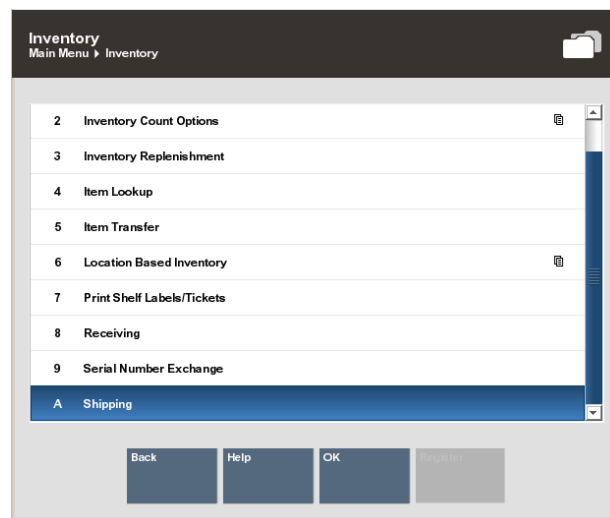 Inventory
Main Menu ▸ Inventory
2 Inventory Count Options
3 Inventory Replenishment
4 Item Lookup
5 Item Transfer
6 Location Based Inventory
7 Print Shelf Labels/Tickets
8 Receiving
9 Serial Number Exchange
A Shipping
Back Help OK Register